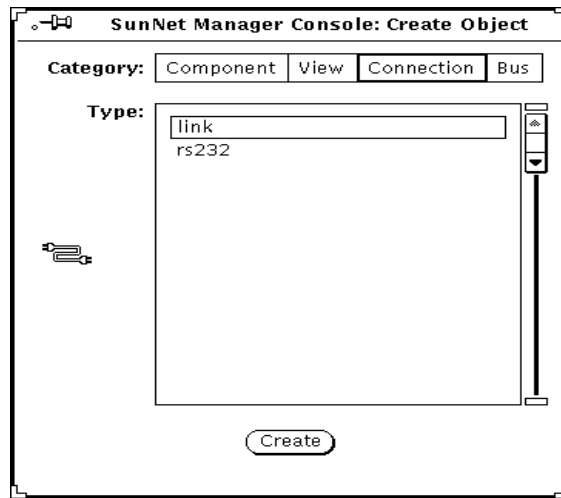 SunNet Manager Console: Create Object
Category: Component View Connection Bus
Type:
link
rs232
Create